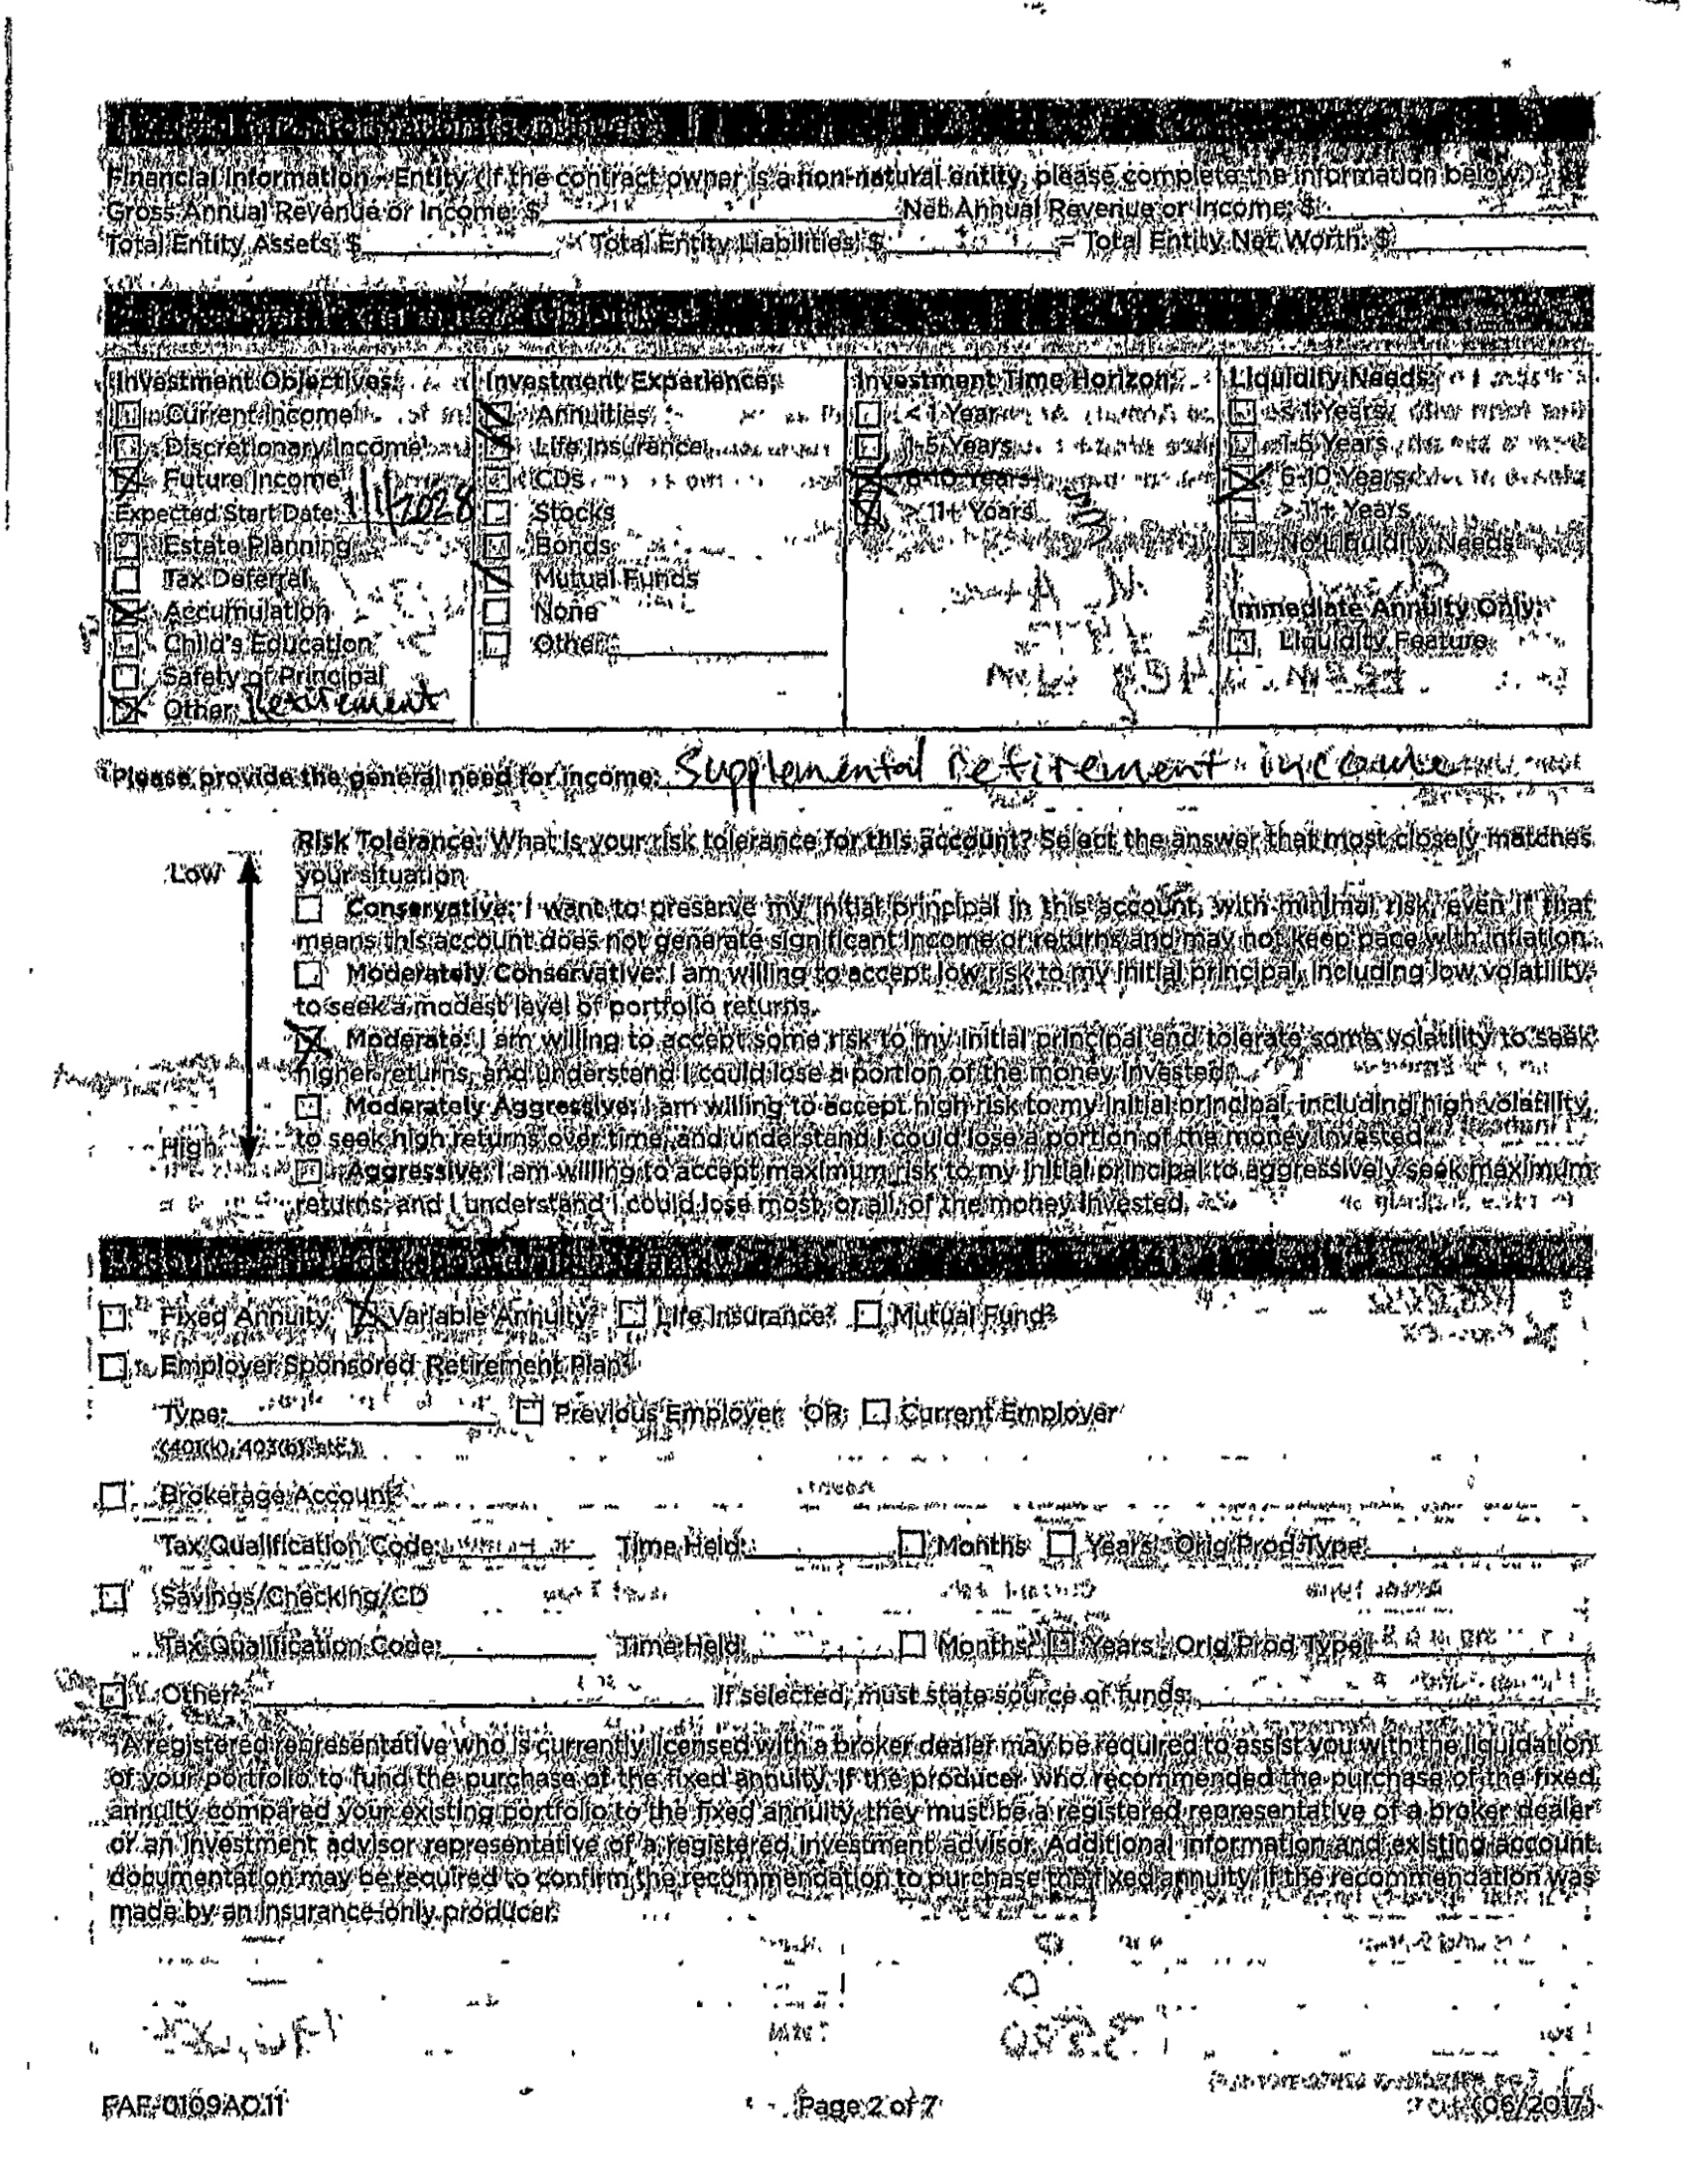 Financial Information - Entity (If the contract owner is a non-natural entity, please complete the information below.)
Gross Annual Revenue or Income: $ Net Annual Revenue or Income: $
Total Entity Assets: $ - Total Entity Liabilities: $ = Total Entity Net Worth: $
Investment Objectives:
Current Income
Discretionary Income
Future Income
Expected Start Date: 1/1/2028
Estate Planning
Tax Deferral
Accumulation
Child's Education
Safety of Principal
Other: Retirement
Investment Experience:
Annuities
Life Insurance
CDs
Stocks
Bonds
Mutual Funds
None
Other:
Investment Time Horizon:
< 1 Year
1-5 Years
6-10 Years
> 11+ Years
Liquidity Needs:
≤ 1 Years
1-5 Years
6-10 Years
> 11+ Years
No Liquidity Needs
Immediate Annuity Only:
Liquidity Feature
Please provide the general need for income: Supplemental retirement income
Low
High
Risk Tolerance: What is your risk tolerance for this account? Select the answer that most closely matches
your situation
Conservative: I want to preserve my initial principal in this account, with minimal risk, even if that
means this account does not generate significant income or returns and may not keep pace with inflation.
Moderately Conservative: I am willing to accept low risk to my initial principal, including low volatility,
to seek a modest level of portfolio returns.
Moderate: I am willing to accept some risk to my initial principal and tolerate some volatility to seek
higher returns, and understand I could lose a portion of the money invested.
Moderately Aggressive: I am willing to accept high risk to my initial principal, including high volatility,
to seek high returns over time, and understand I could lose a portion of the money invested.
Aggressive: I am willing to accept maximum risk to my initial principal to aggressively seek maximum
returns, and I understand I could lose most, or all, of the money invested.
Fixed Annuity Variable Annuity² Life Insurance² Mutual Fund²
Employer Sponsored Retirement Plan²
Type: Previous Employer OR Current Employer
(401(k), 403(b), etc.)
Brokerage Account²
Tax Qualification Code: Time Held: Months Years Orig Prod Type:
Savings/Checking/CD
Tax Qualification Code: Time Held: Months Years Orig Prod Type:
Other: If selected, must state source of funds:
A registered representative who is currently licensed with a broker dealer may be required to assist you with the liquidation
of your portfolio to fund the purchase of the fixed annuity. If the producer who recommended the purchase of the fixed
annuity compared your existing portfolio to the fixed annuity, they must be a registered representative of a broker dealer
or an investment advisor representative of a registered investment advisor. Additional information and existing account
documentation may be required to confirm the recommendation to purchase the fixed annuity, if the recommendation was
made by an insurance-only producer.
FAF-0109AO.11 Page 2 of 7 (06/2017)